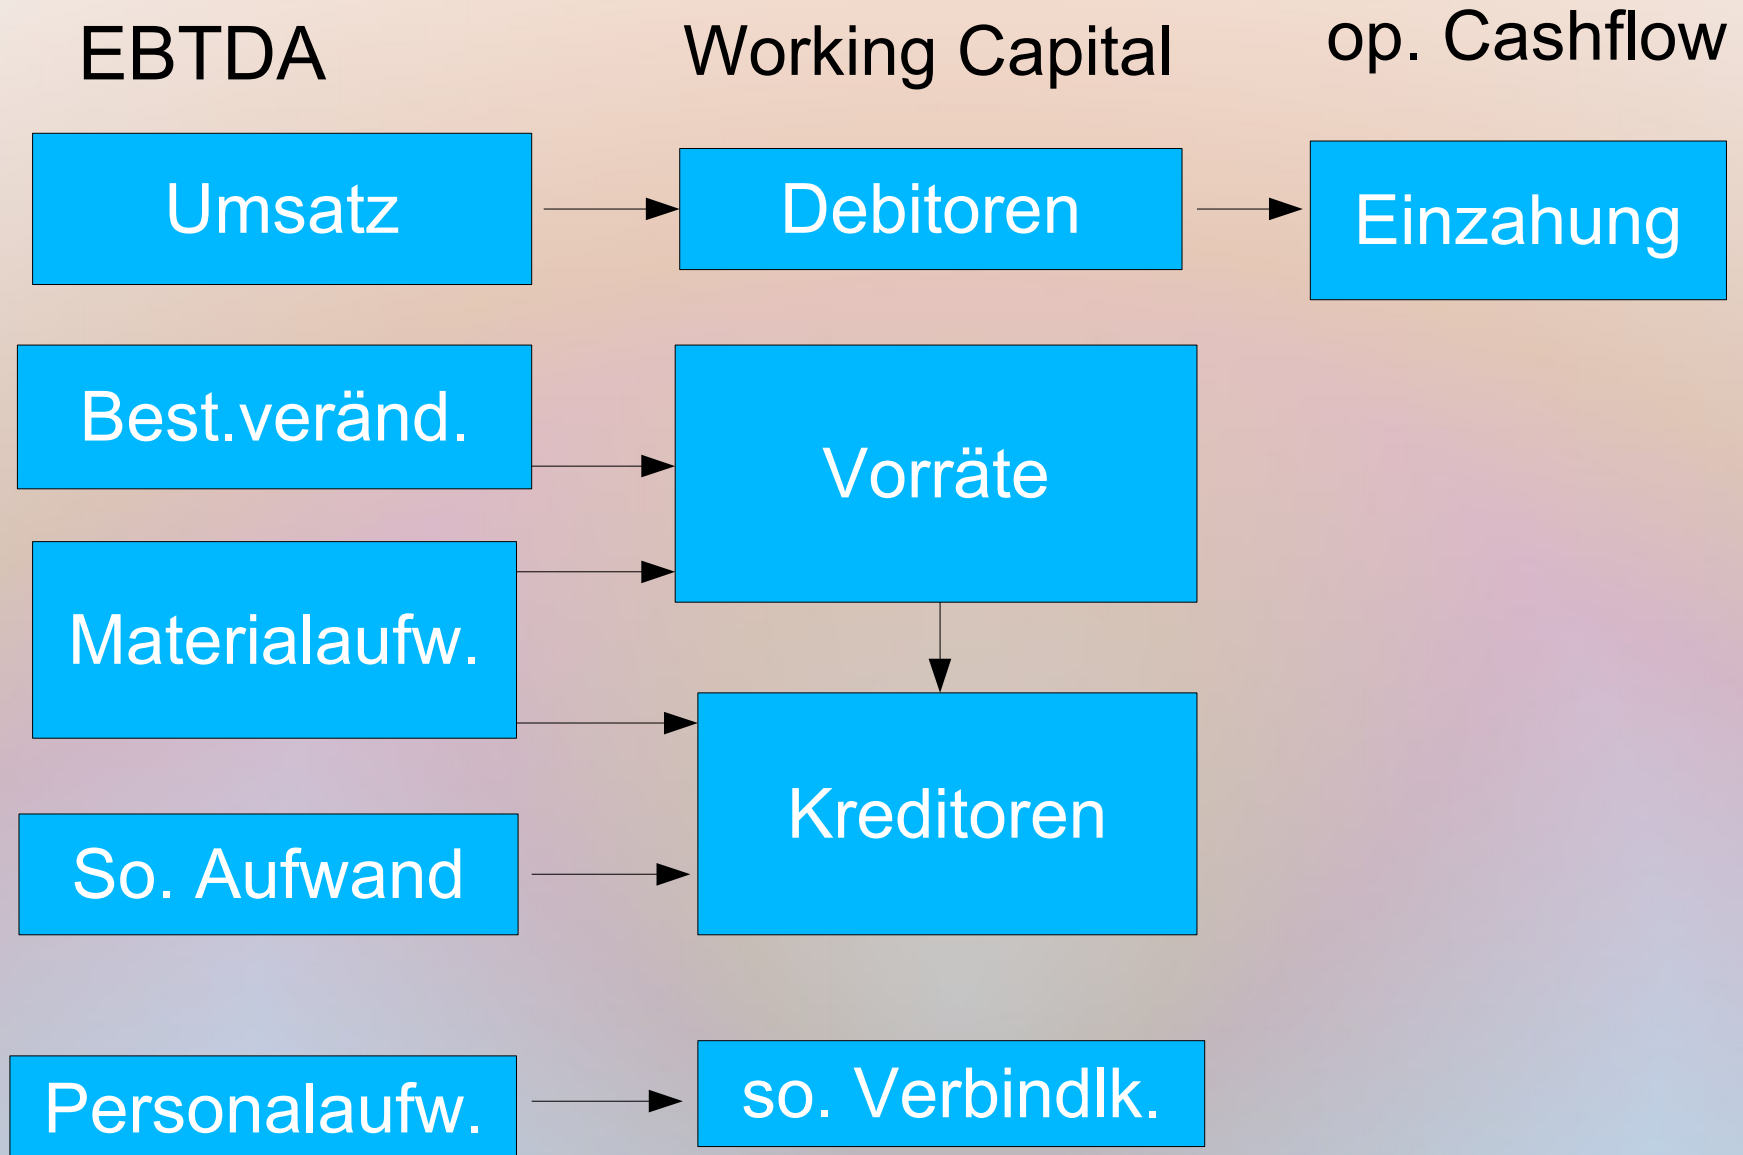 EBTDA
Working Capital
op. Cashflow
Umsatz
Debitoren
Einzahung
Best.veränd.
Vorräte
Materialaufw.
Kreditoren
So. Aufwand
Personalaufw.
so. Verbindlk.